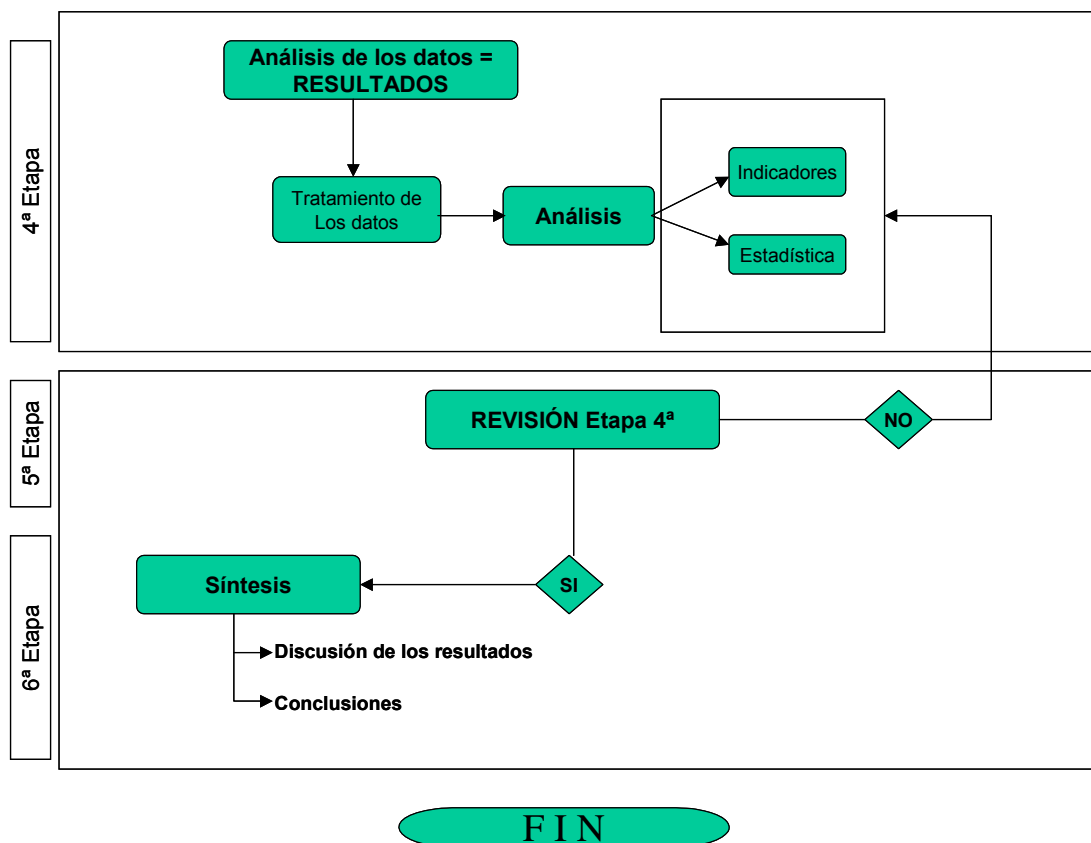 4ª Etapa
Análisis de los datos =
RESULTADOS
Tratamiento de
Los datos
Análisis
Indicadores
Estadística
5ª Etapa
REVISIÓN Etapa 4ª
NO
6ª Etapa
SI
Síntesis
Discusión de los resultados
Conclusiones
F I N